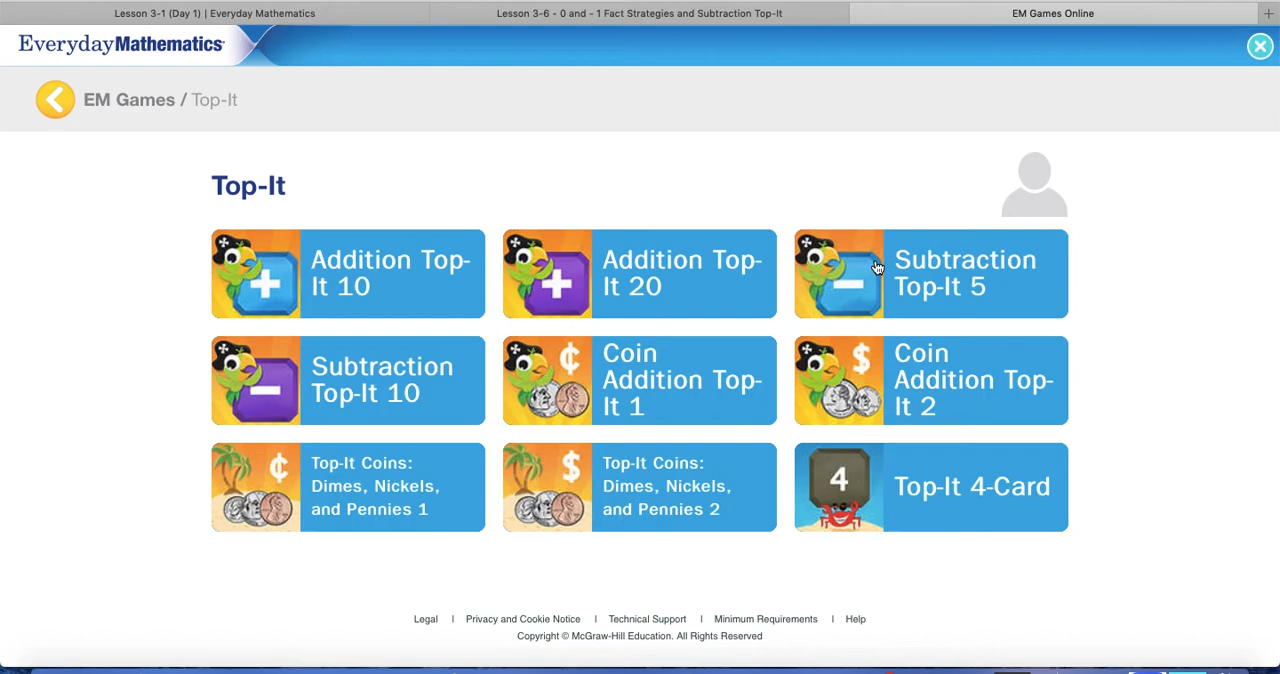 Lesson 3-1 (Day 1) | Everyday Mathematics
Lesson 3-6 - 0 and - 1 Fact Strategies and Subtraction Top-It
EM Games Online
EverydayMathematics
EM Games / Top-It
Top-It
Addition Top-
It 10
Addition Top-
It 20
Subtraction
Top-It 5
Subtraction
Top-It 10
¢
Coin
Addition Top-
It 1
$
Coin
Addition Top-
It 2
¢
Top-It Coins:
Dimes, Nickels,
and Pennies 1
$
Top-It Coins:
Dimes, Nickels,
and Pennies 2
4
Top-It 4-Card
Legal | Privacy and Cookie Notice | Technical Support | Minimum Requirements | Help
Copyright © McGraw-Hill Education. All Rights Reserved